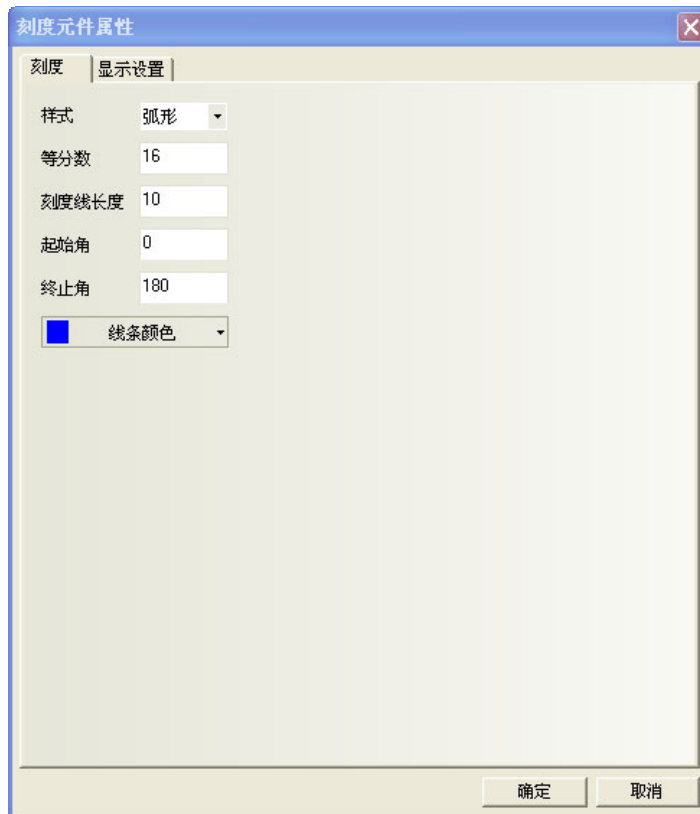 刻度元件属性
刻度 显示设置
样式 弧形
等分数 16
刻度线长度 10
起始角 0
终止角 180
线条颜色
确定 取消